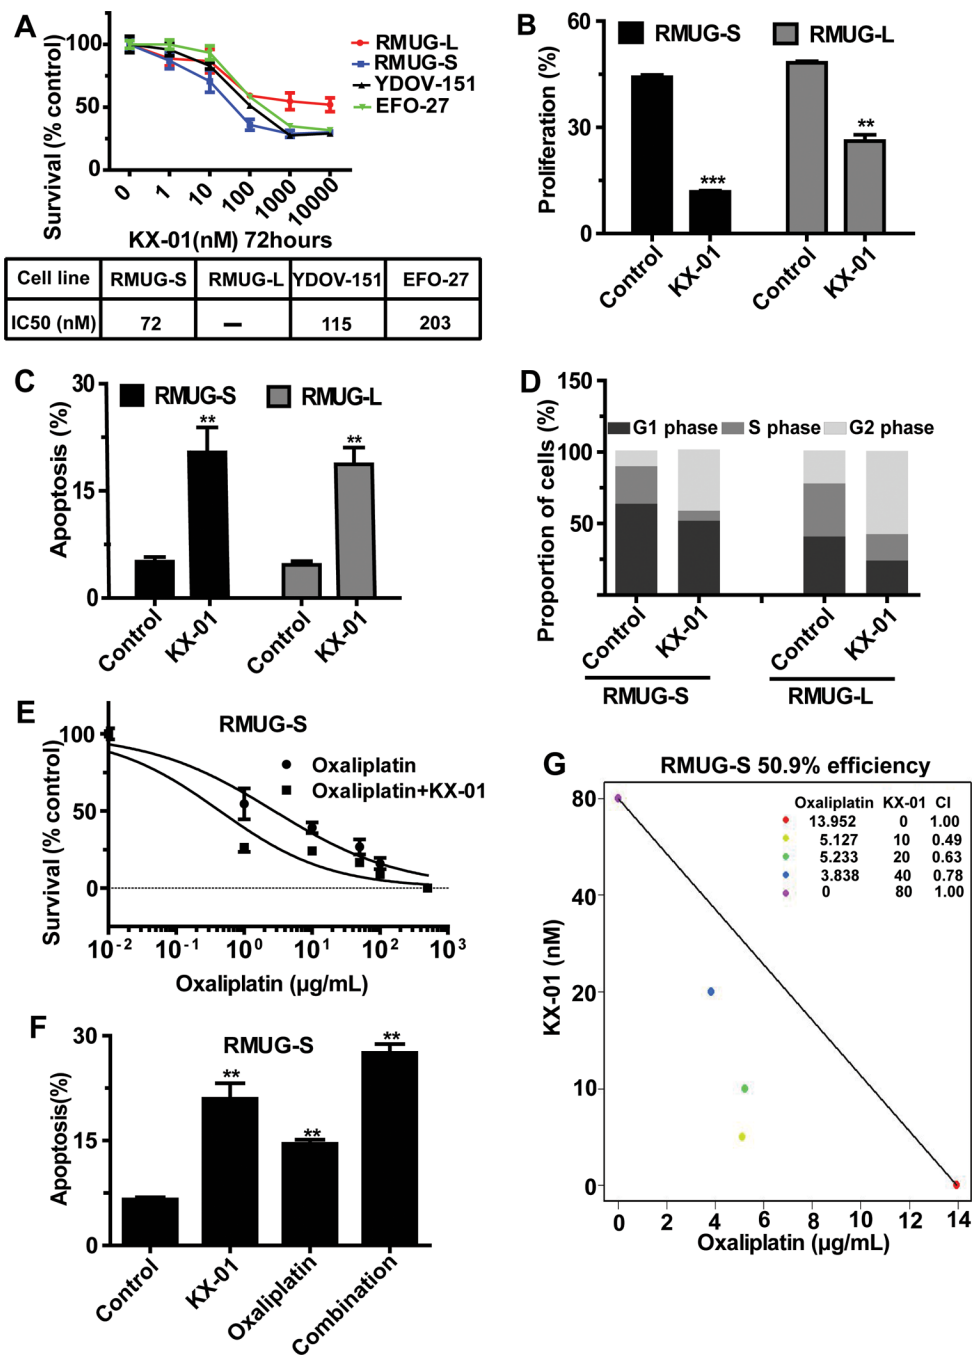 A
Survival (% control)
100
50
0
0 1 10 100 1000 10000
KX-01(nM) 72hours
RMUG-L
RMUG-S
YDOV-151
EFO-27
Cell line RMUG-S RMUG-L YDOV-151 EFO-27
IC50 (nM) 72 — 115 203
B
Proliferation (%)
60
30
0
RMUG-S RMUG-L
***
**
Control KX-01 Control KX-01
C
Apoptosis (%)
30
15
0
RMUG-S RMUG-L
**
**
Control KX-01 Control KX-01
D
Proportion of cells (%)
150
100
50
G1 phase S phase G2 phase
Control KX-01 Control KX-01
RMUG-S RMUG-L
E
RMUG-S
Survival (% control)
100
50
0
Oxaliplatin
Oxaliplatin+KX-01
10-2 10-1 100 101 102 103
Oxaliplatin (µg/mL)
F
RMUG-S
Apoptosis(%)
30
15
0
**
**
**
Control KX-01 Oxaliplatin Combination
G
RMUG-S 50.9% efficiency
KX-01 (nM)
80
40
20
10
0
Oxaliplatin KX-01 CI
13.952 0 1.00
5.127 10 0.49
5.233 20 0.63
3.838 40 0.78
0 80 1.00
0 2 4 6 8 10 12 14
Oxaliplatin (µg/mL)